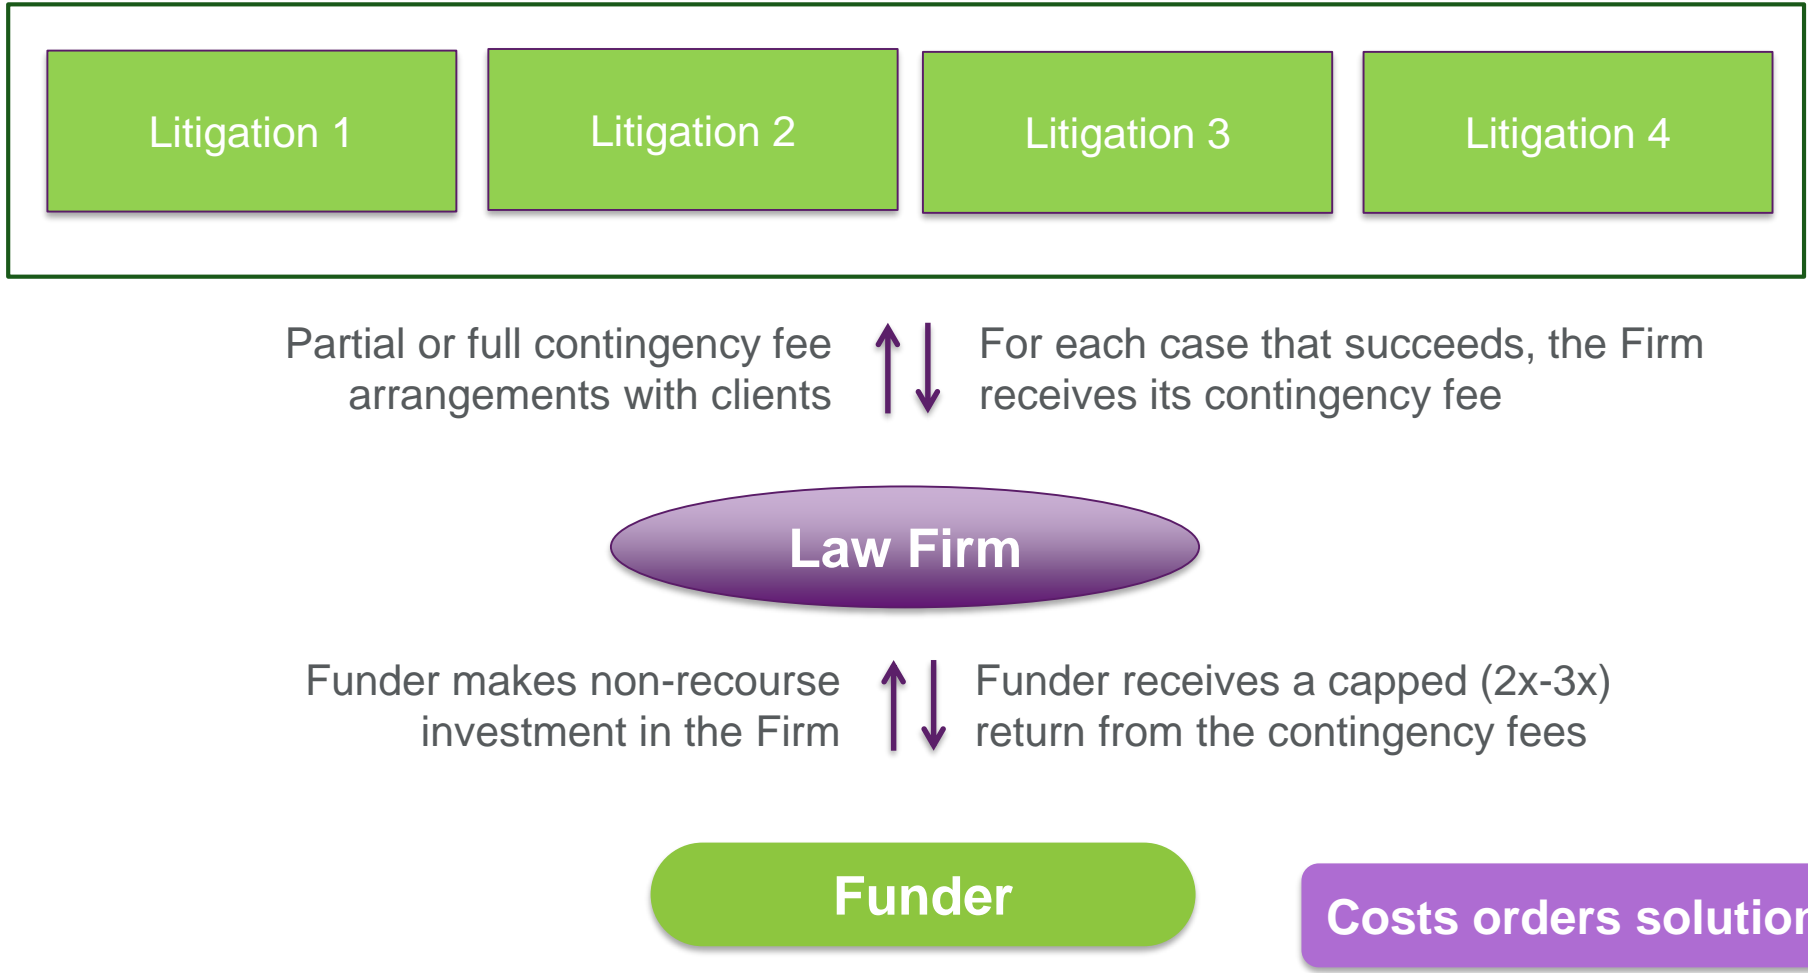 Litigation 1
Litigation 2
Litigation 3
Litigation 4
Partial or full contingency fee
arrangements with clients
For each case that succeeds, the Firm
receives its contingency fee
Law Firm
Funder makes non-recourse
investment in the Firm
Funder receives a capped (2x-3x)
return from the contingency fees
Funder
Costs orders solution